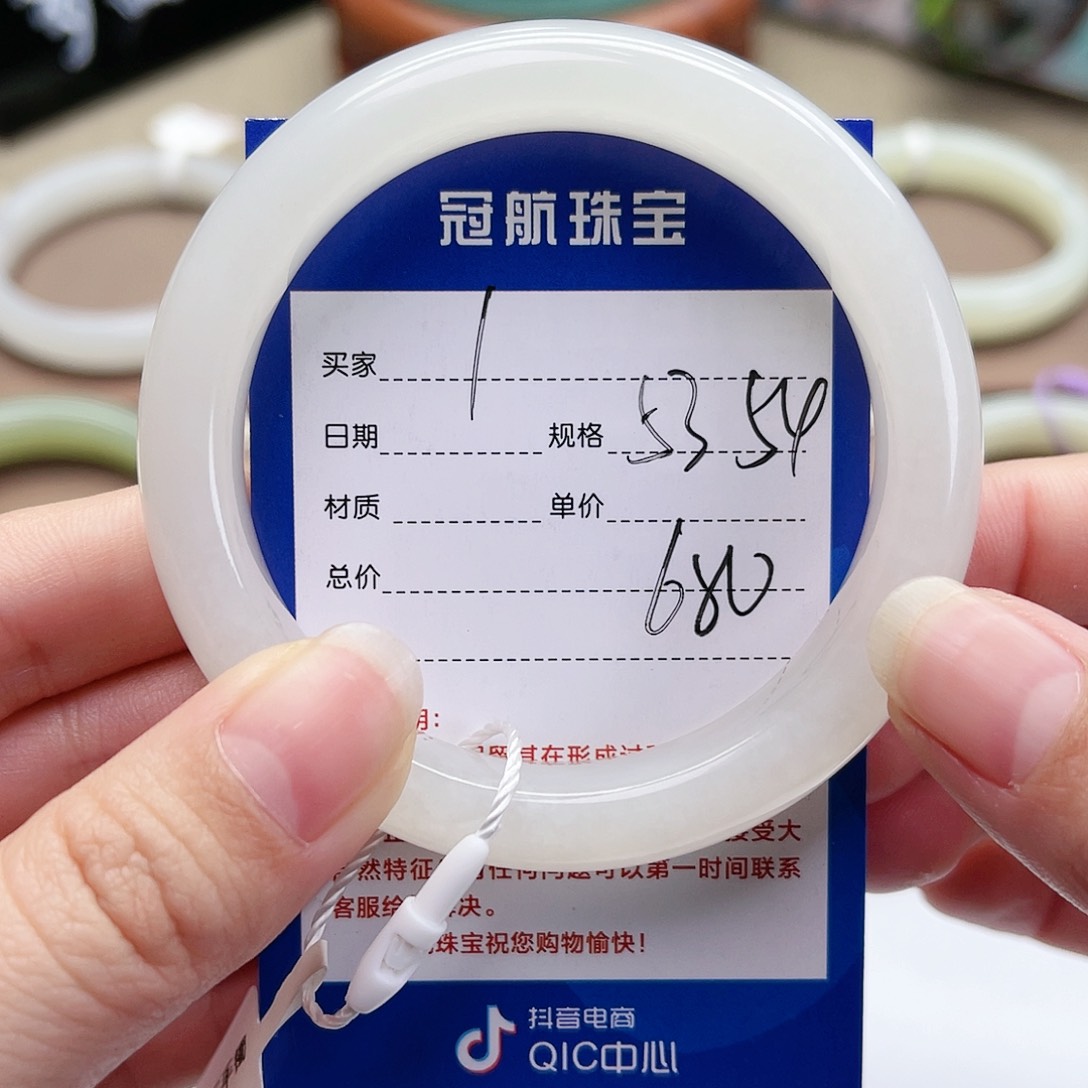 冠航珠宝
买家 1
日期 规格 53 54
材质 单价
总价 680
明:
其在形成过
接受大
然特征 任何问题可以第一时间联系
客服给 解决。
珠宝祝您购物愉快!
抖音电商
QIC中心